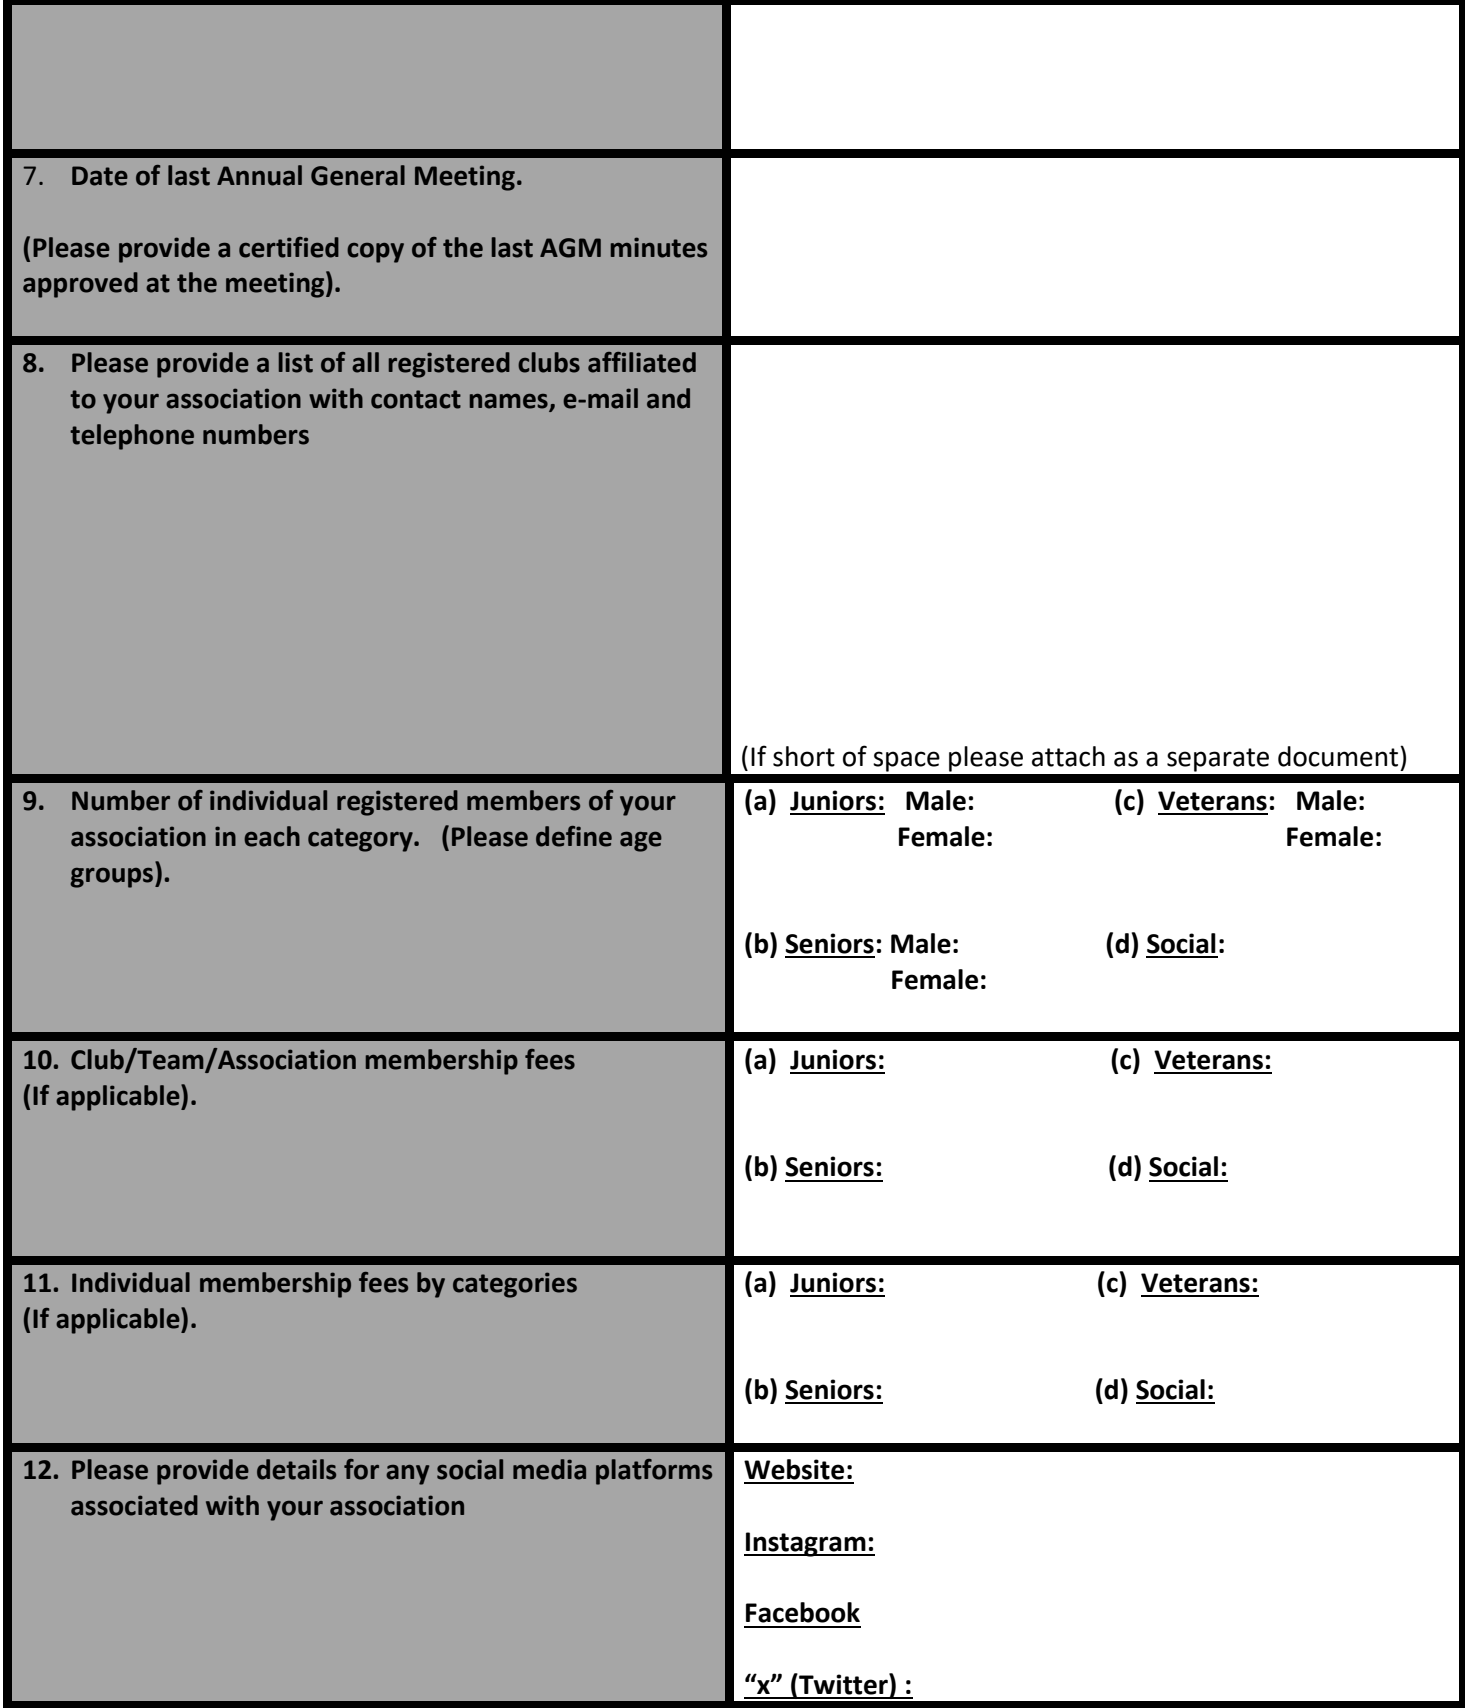 7. Date of last Annual General Meeting.
(Please provide a certified copy of the last AGM minutes
approved at the meeting).
8. Please provide a list of all registered clubs affiliated
to your association with contact names, e-mail and
telephone numbers
(If short of space please attach as a separate document)
9. Number of individual registered members of your
association in each category. (Please define age
groups).
(a) Juniors: Male: (c) Veterans: Male:
Female: Female:
(b) Seniors: Male: (d) Social:
Female:
10. Club/Team/Association membership fees
(If applicable).
(a) Juniors: (c) Veterans:
(b) Seniors: (d) Social:
11. Individual membership fees by categories
(If applicable).
(a) Juniors: (c) Veterans:
(b) Seniors: (d) Social:
12. Please provide details for any social media platforms
associated with your association
Website:
Instagram:
Facebook
“x” (Twitter) :